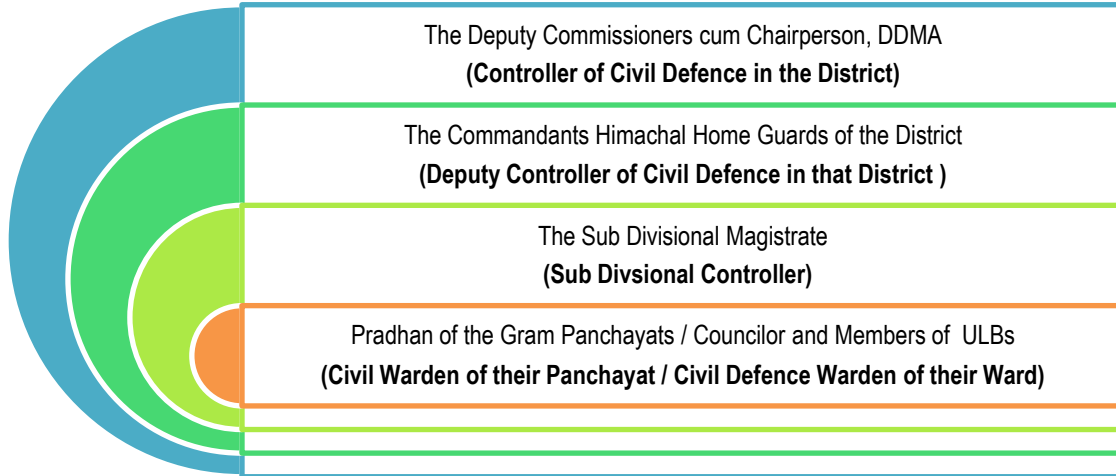 The Deputy Commissioners cum Chairperson, DDMA
(Controller of Civil Defence in the District)
The Commandants Himachal Home Guards of the District
(Deputy Controller of Civil Defence in that District )
The Sub Divisional Magistrate
(Sub Divsional Controller)
Pradhan of the Gram Panchayats / Councilor and Members of ULBs
(Civil Warden of their Panchayat / Civil Defence Warden of their Ward)